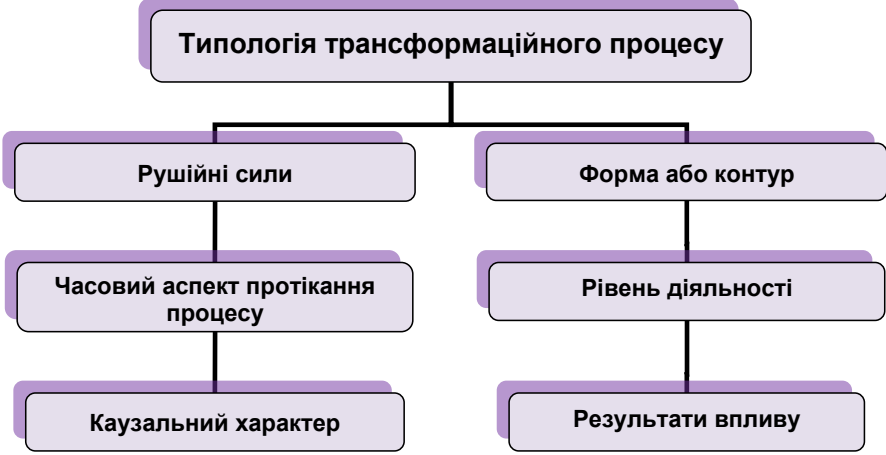 Типологія трансформаційного процесу
Рушійні сили
Форма або контур
Часовий аспект протікання
процесу
Рівень діяльності
Каузальний характер
Результати впливу